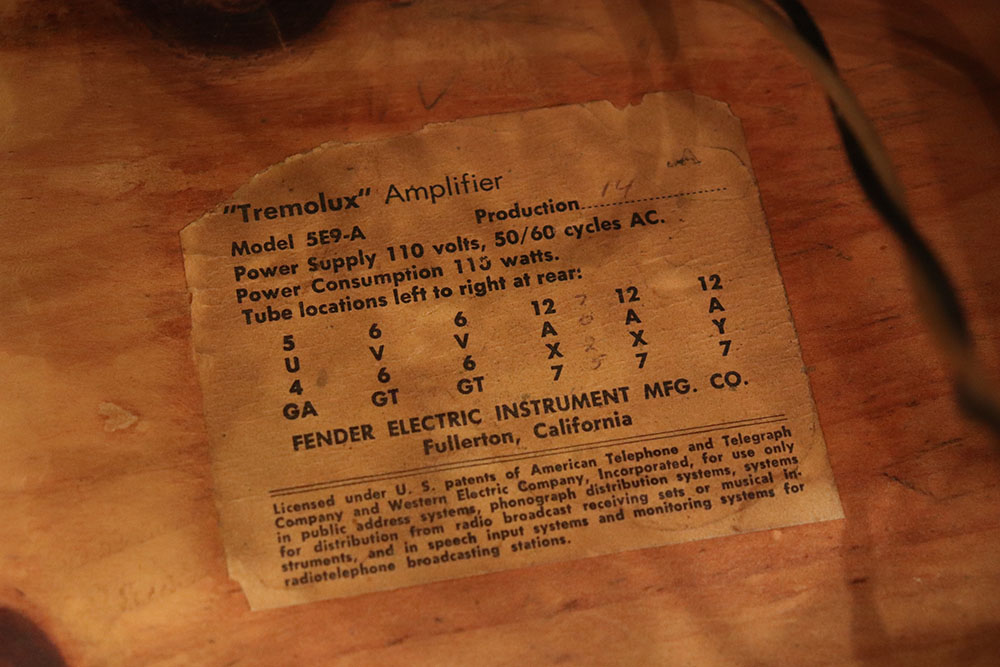 "Tremolux" Amplifier
Model 5E9-A Production 14
Power Supply 110 volts, 50/60 cycles AC.
Power Consumption 110 watts.
Tube locations left to right at rear:
5 6 6 12 12 12
U V V A A A
4 6 6 X X Y
GA GT GT 7 7 7
FENDER ELECTRIC INSTRUMENT MFG. CO.
Fullerton, California
Licensed under U. S. patents of American Telephone and Telegraph
Company and Western Electric Company, Incorporated, for use only
in public address systems, phonograph distribution systems, systems
for distribution from radio broadcast receiving sets or musical in-
struments, and in speech input systems and monitoring systems for
radiotelephone broadcasting stations.